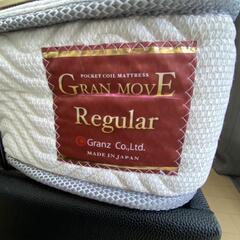 POCKET COIL MATTRESS
GRAN MOVE
Regular
Granz Co.,Ltd.
MADE IN JAPAN